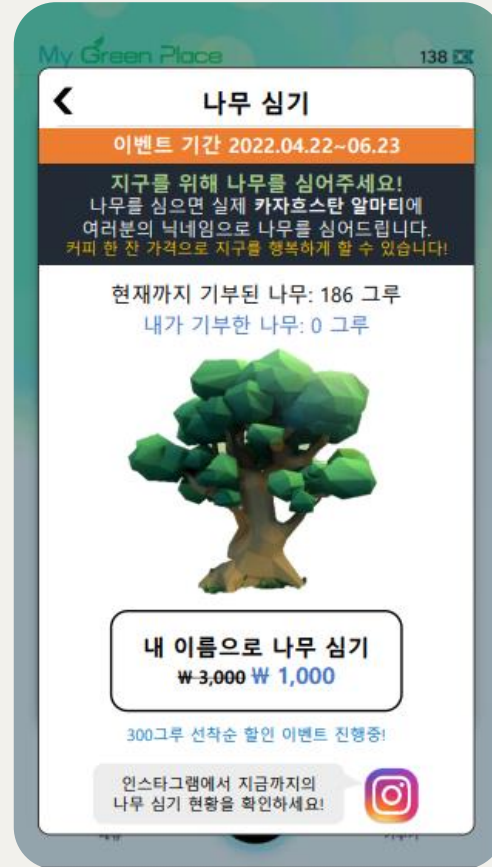 My Green Place
138
나무 심기
이벤트 기간 2022.04.22~06.23
지구를 위해 나무를 심어주세요!
나무를 심으면 실제 카자흐스탄 알마티에
여러분의 닉네임으로 나무를 심어드립니다.
커피 한 잔 가격으로 지구를 행복하게 할 수 있습니다!
현재까지 기부된 나무: 186 그루
내가 기부한 나무: 0 그루
내 이름으로 나무 심기
₩ 3,000 ₩ 1,000
300그루 선착순 할인 이벤트 진행중!
인스타그램에서 지금까지의
나무 심기 현황을 확인하세요!